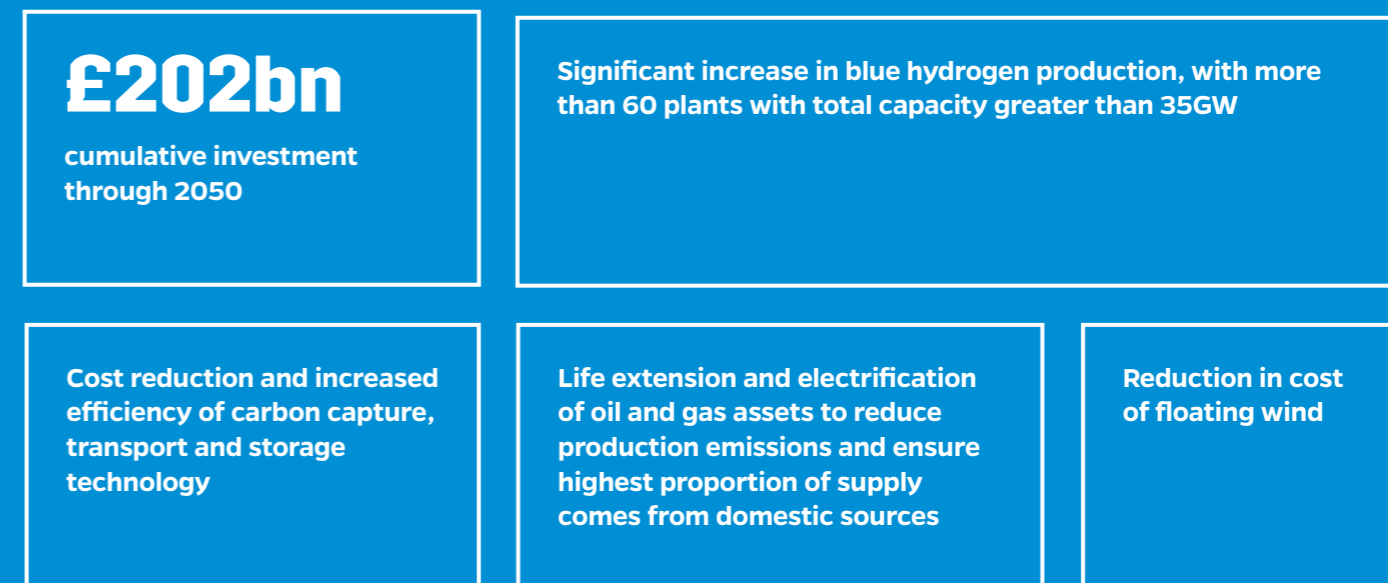 £202bn
cumulative investment
through 2050
Significant increase in blue hydrogen production, with more
than 60 plants with total capacity greater than 35GW
Cost reduction and increased
efficiency of carbon capture,
transport and storage
technology
Life extension and electrification
of oil and gas assets to reduce
production emissions and ensure
highest proportion of supply
comes from domestic sources
Reduction in cost
of floating wind